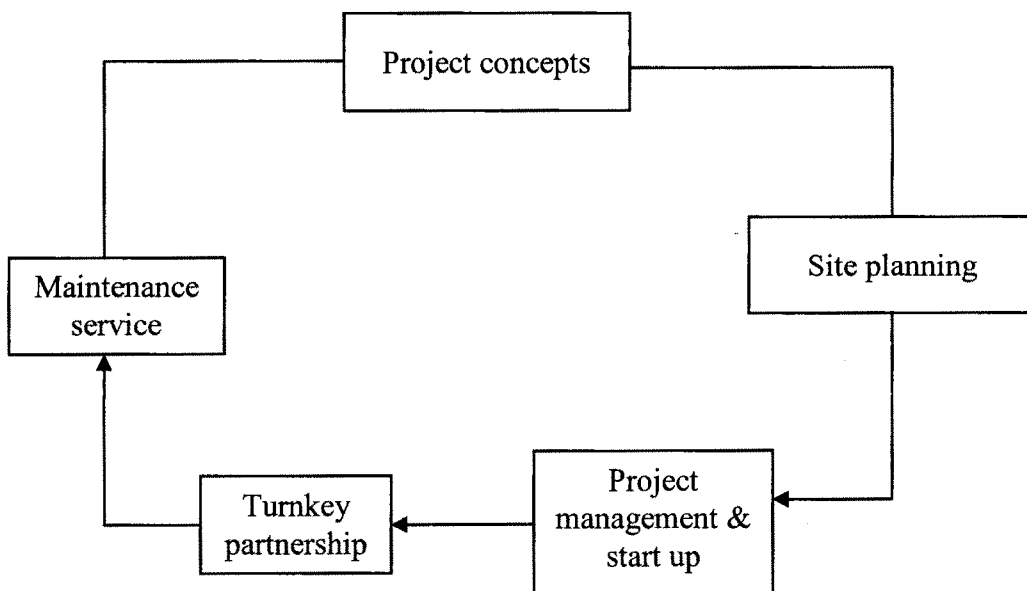 Project concepts
Site planning
Maintenance
service
Project
management &
start up
Turnkey
partnership